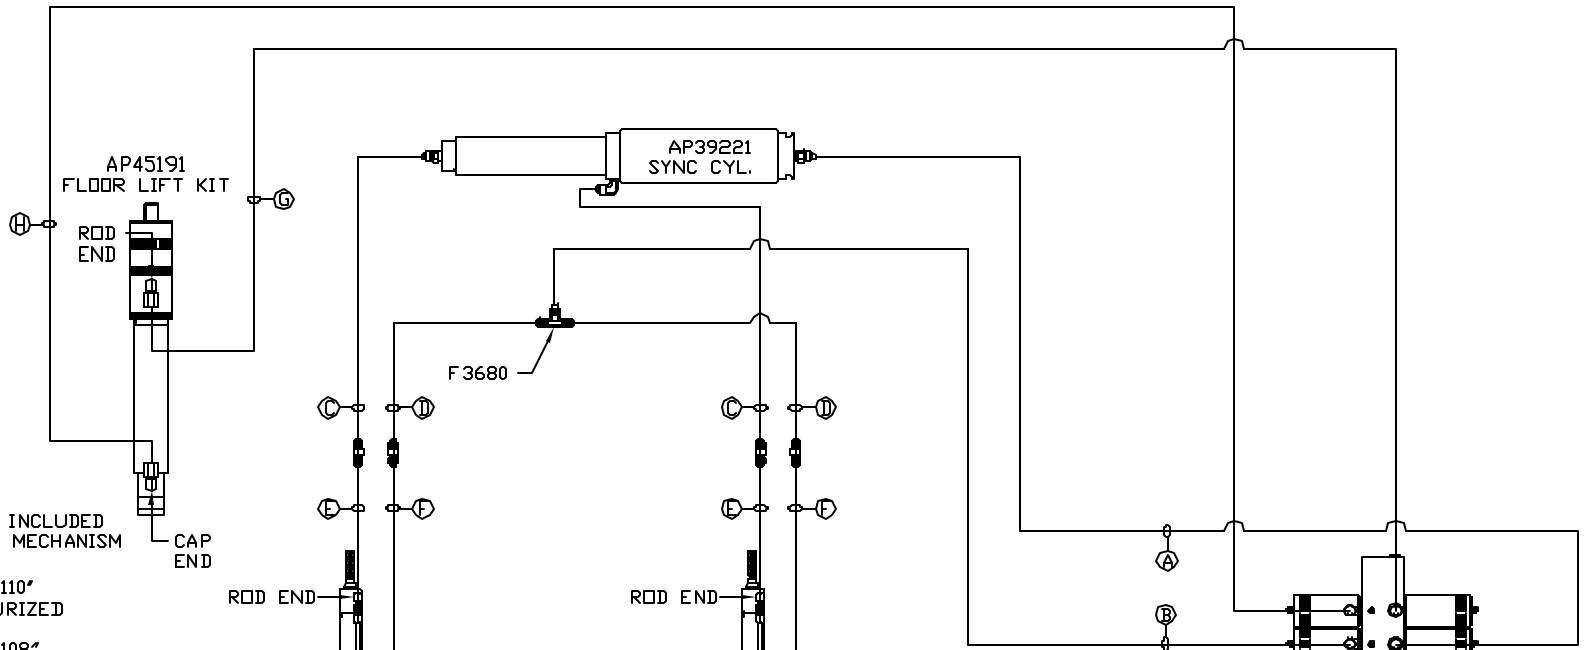 AP39221
SYNC CYL.
AP45191
FLOOR LIFT KIT
G
H
ROD
END
F3680
C
D
C
D
E
F
E
F
INCLUDED
MECHANISM
CAP
END
A
110"
ROD END
ROD END
B
108"